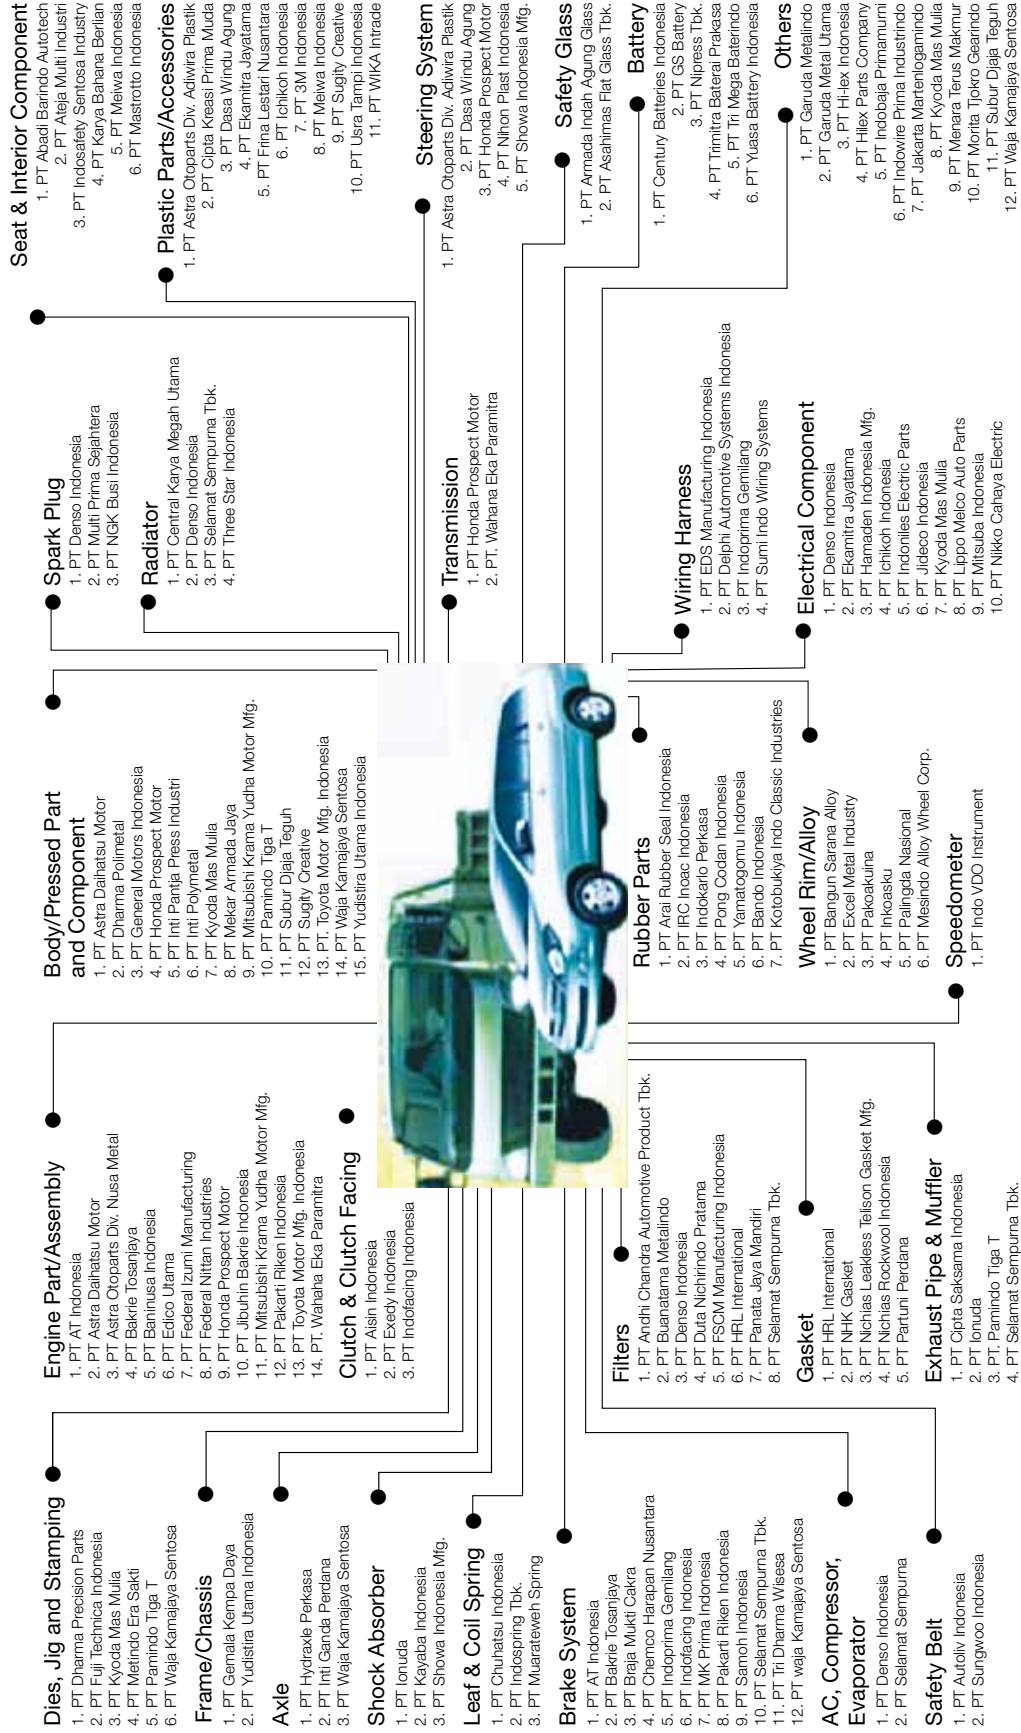 Dies, Jig and Stamping
1. PT Dharma Precision Parts
2. PT Fuji Technica Indonesia
3. PT Kyoda Mas Mulia
4. PT Metindo Era Sakti
5. PT Pamindo Tiga T
6. PT Waja Kamajaya Sentosa
Frame/Chassis
1. PT Gemala Kempa Daya
2. PT Yudistira Utama Indonesia
Axle
1. PT Hydraxle Perkasa
2. PT Inti Ganda Perdana
3. PT Waja Kamajaya Sentosa
Shock Absorber
1. PT Ionuda
2. PT Kayaba Indonesia
3. PT Showa Indonesia Mfg.
Leaf & Coil Spring
1. PT Chuhatsu Indonesia
2. PT Indospring Tbk.
3. PT Muarateweh Spring
Brake System
1. PT AT Indonesia
2. PT Bakrie Tosanjaya
3. PT Braja Mukti Cakra
4. PT Chemco Harapan Nusantara
5. PT Indoprima Gemilang
6. PT Indofacing Indonesia
7. PT MK Prima Indonesia
8. PT Pakarti Riken Indonesia
9. PT Samoh Indonesia
10. PT Selamat Sempurna Tbk.
11. PT Tri Dharma Wisesa
12. PT waja Kamajaya Sentosa
AC, Compressor,
Evaporator
1. PT Denso Indonesia
2. PT Selamat Sempurna
Safety Belt
1. PT Autoliv Indonesia
2. PT Sungwoo Indonesia
Engine Part/Assembly
1. PT AT Indonesia
2. PT Astra Daihatsu Motor
3. PT Astra Otoparts Div. Nusa Metal
4. PT Bakrie Tosanjaya
5. PT Baninusa Indonesia
6. PT Edico Utama
7. PT Federal Izumi Manufacturing
8. PT Federal Nittan Industries
9. PT Honda Prospect Motor
10. PT Jibuhin Bakrie Indonesia
11. PT Mitsubishi Krama Yudha Motor Mfg.
12. PT Pakarti Riken Indonesia
13. PT Toyota Motor Mfg. Indonesia
14. PT. Wahaha Eka Paramitra
Clutch & Clutch Facing
1. PT Aisin Indonesia
2. PT Exedy Indonesia
3. PT Indofacing Indonesia
Filters
1. PT Andhi Chandra Automotive Product Tbk.
2. PT Buanatama Metalindo
3. PT Denso Indonesia
4. PT Duta Nichirindo Pratama
5. PT FSCM Manufacturing Indonesia
6. PT HRL International
7. PT Panata Jaya Mandiri
8. PT Selamat Sempurna Tbk.
Gasket
1. PT HRL International
2. PT NHK Gasket
3. PT Nichias Leakless Telison Gasket Mfg.
4. PT Nichias Rockwool Indonesia
5. PT Partuni Perdana
Exhaust Pipe & Muffler
1. PT Cipta Saksama Indonesia
2. PT Ionuda
3. PT. Pamindo Tiga T
4. PT Selamat Sempurna Tbk.
Body/Pressed Part
and Component
1. PT Astra Daihatsu Motor
2. PT Dharma Polimetal
3. PT General Motors Indonesia
4. PT Honda Prospect Motor
5. PT Inti Pantja Press Industri
6. PT Inti Polymetal
7. PT Kyoda Mas Mulia
8. PT Mekar Armada Jaya
9. PT Mitsubishi Krama Yudha Motor Mfg.
10. PT Pamindo Tiga T
11. PT Subur Djaja Teguh
12. PT Sugity Creative
13. PT. Toyota Motor Mfg. Indonesia
14. PT Waja Kamajaya Sentosa
15. PT Yudistira Utama Indonesia
Rubber Parts
1. PT Arai Rubber Seal Indonesia
2. PT IRC Inoac Indonesia
3. PT Indokarlo Perkasa
4. PT Pong Codan Indonesia
5. PT Yamatogomu Indonesia
6. PT Bando Indonesia
7. PT Kotobukiya Indo Classic Industries
Wheel Rim/Alloy
1. PT Bangun Sarana Alloy
2. PT Excel Metal Industry
3. PT Pakoakuina
4. PT Inkoasku
5. PT Palingda Nasional
6. PT Mesindo Alloy Wheel Corp.
Speedometer
1. PT Indo VDO Instrument
Spark Plug
1. PT Denso Indonesia
2. PT Multi Prima Sejahtera
3. PT NGK Busi Indonesia
Radiator
1. PT Central Karya Megah Utama
2. PT Denso Indonesia
3. PT Selamat Sempurna Tbk.
4. PT Three Star Indonesia
Transmission
1. PT Honda Prospect Motor
2. PT. Wahana Eka Paramitra
Wiring Harness
1. PT EDS Manufacturing Indonesia
2. PT Delphi Automotive Systems Indonesia
3. PT Indoprima Gemilang
4. PT Sumi Indo Wiring Systems
Electrical Component
1. PT Denso Indonesia
2. PT Ekamitra Jayatama
3. PT Hamaden Indonesia Mfg.
4. PT Ichikoh Indonesia
5. PT Indoniles Electric Parts
6. PT Jideco Indonesia
7. PT Kyoda Mas Mulia
8. PT Lippo Melco Auto Parts
9. PT Mitsuba Indonesia
10. PT Nikko Cahaya Electric
Seat & Interior Component
1. PT Abadi Barindo Autotech
2. PT Ateja Multi Industri
3. PT Indosafety Sentosa Industry
4. PT Karya Bahana Berlian
5. PT Meiwa Indonesia
6. PT Mastrotto Indonesia
Plastic Parts/Accessories
1. PT Astra Otoparts Div. Adiwira Plastik
2. PT Cipta Kreasi Prima Muda
3. PT Dasa Windu Agung
4. PT Ekamitra Jayatama
5. PT Frina Lestari Nusantara
6. PT Ichikoh Indonesia
7. PT 3M Indonesia
8. PT Meiwa Indonesia
9. PT Sugity Creative
10. PT Usra Tampi Indonesia
11. PT WIKA Intrade
Steering System
1. PT Astra Otoparts Div. Adiwira Plastik
2. PT Dasa Windu Agung
3. PT Honda Prospect Motor
4. PT Nihon Plast Indonesia
5. PT Showa Indonesia Mfg.
Safety Glass
1. PT Armada Indah Agung Glass
2. PT Asahimas Flat Glass Tbk.
Battery
1. PT Century Batteries Indonesia
2. PT GS Battery
3. PT Nipress Tbk.
4. PT Trimitra Baterai Prakasa
5. PT Tri Mega Baterindo
6. PT Yuasa Battery Indonesia
Others
1. PT Garuda Metalindo
2. PT Garuda Metal Utama
3. PT Hi-lex Indonesia
4. PT Hilex Parts Company
5. PT Indobaja Primamurni
6. PT Indowire Prima Industrindo
7. PT Jakarta Martenlogamindo
8. PT Kyoda Mas Mulia
9. PT Menara Terus Makmur
10. PT Morita Tjokro Gearindo
11. PT Subur Djaja Teguh
12. PT Waja Kamajaya Sentosa